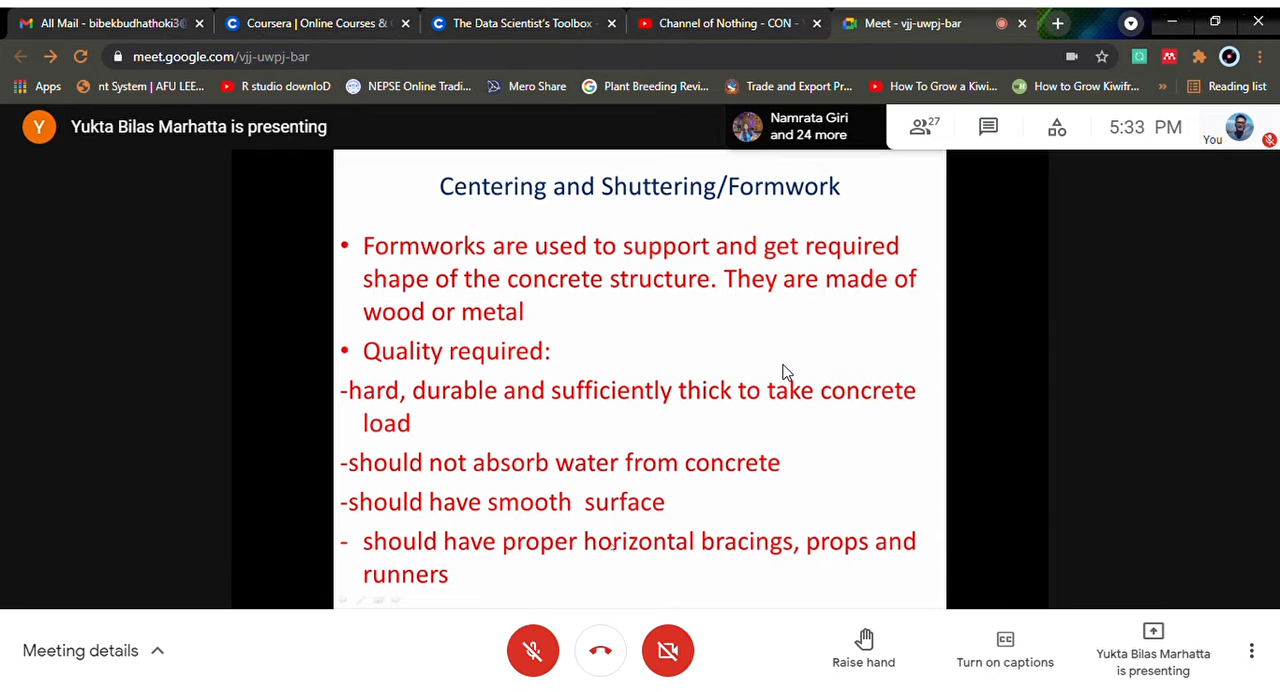 All Mail - bibekbudhathoki3@
Coursera | Online Courses &
The Data Scientist's Toolbox -
Channel of Nothing - CON -
Meet - vjj-uwpj-bar
meet.google.com/vjj-uwpj-bar
Apps
nt System | AFU LEE...
R studio downloD
NEPSE Online Tradi...
Mero Share
Plant Breeding Revi...
Trade and Export Pr...
How To Grow a Kiwi...
How to Grow Kiwifr...
»
Reading list
Y
Yukta Bilas Marhatta is presenting
Namrata Giri
and 24 more
27
5:33 PM
You
Centering and Shuttering/Formwork
• Formworks are used to support and get required
shape of the concrete structure. They are made of
wood or metal
• Quality required:
-hard, durable and sufficiently thick to take concrete
load
-should not absorb water from concrete
-should have smooth surface
- should have proper horizontal bracings, props and
runners
Meeting details
Raise hand
Turn on captions
Yukta Bilas Marhatta
is presenting